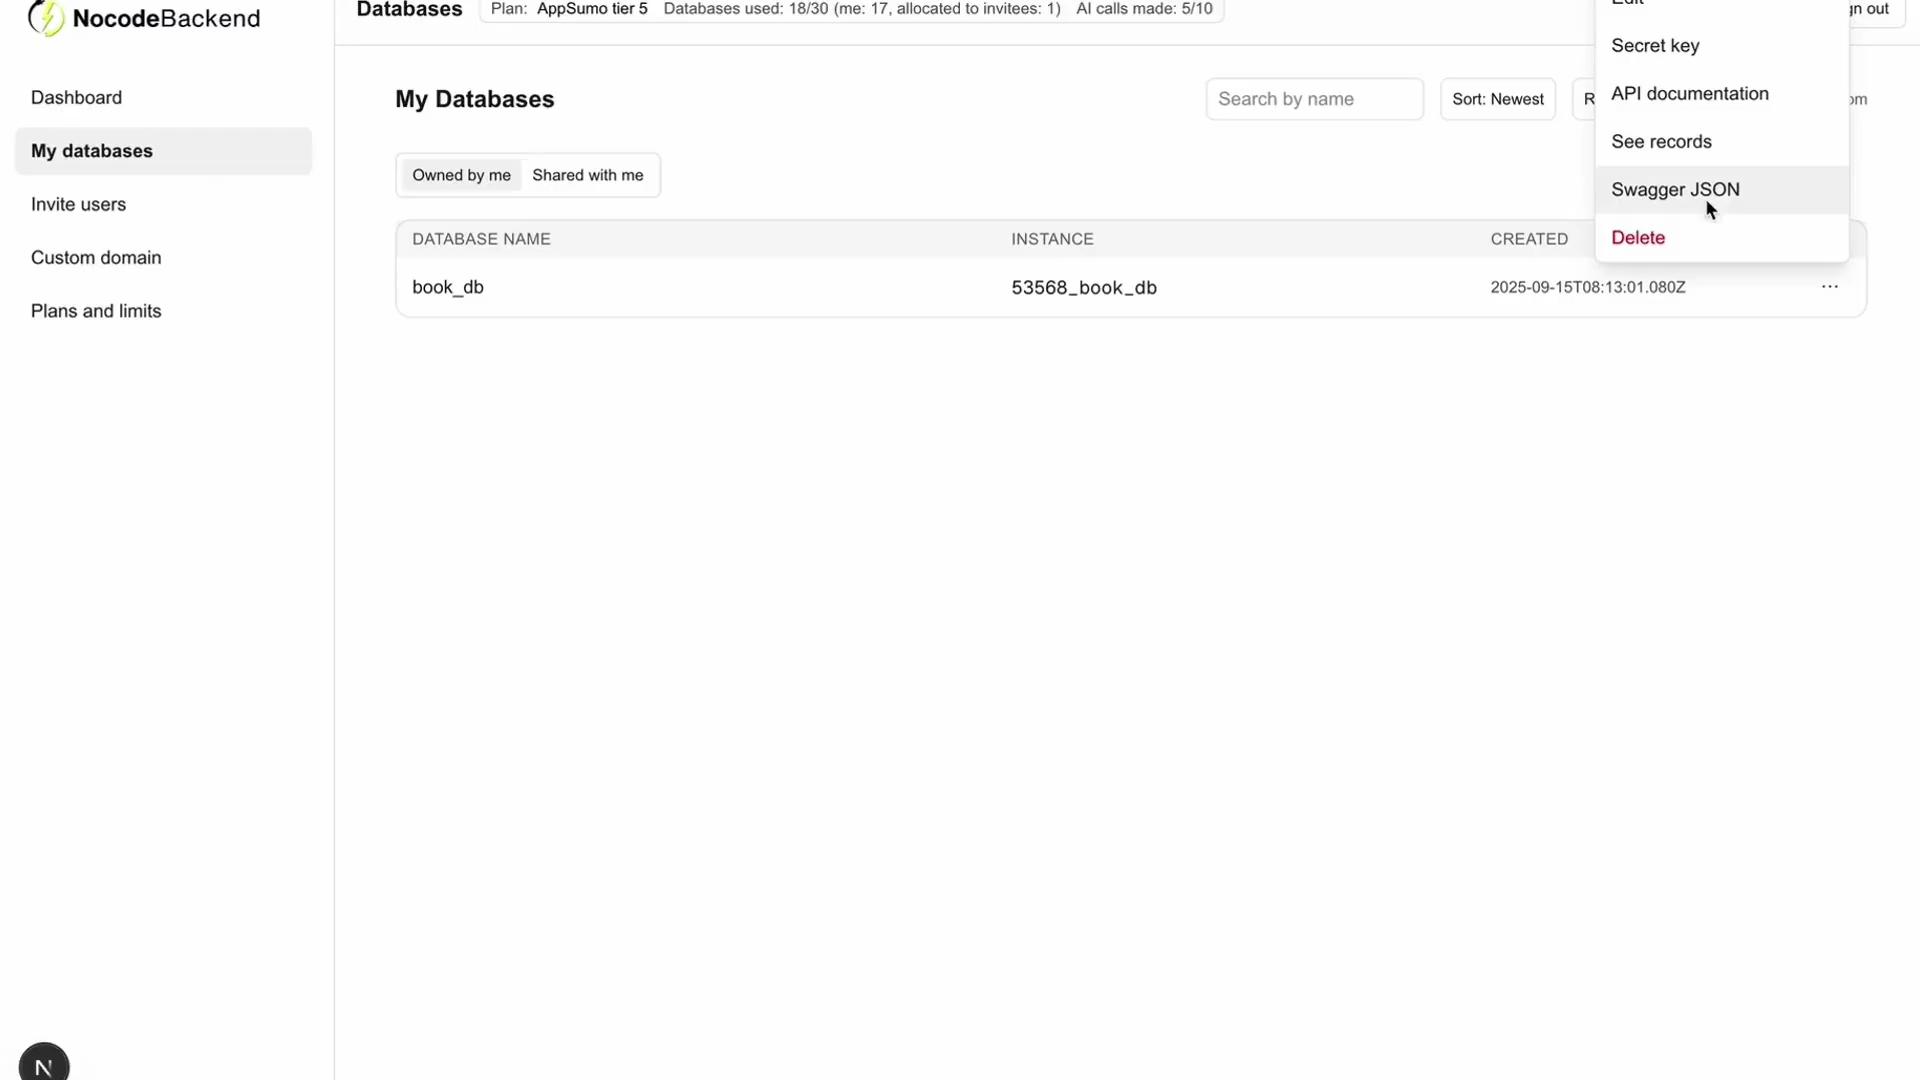 NocodeBackend
Databases
Plan: AppSumo tier 5 Databases used: 18/30 (me: 17, allocated to invitees: 1) AI calls made: 5/10
Edit
Secret key
API documentation
See records
Swagger JSON
Delete
Dashboard
My databases
Invite users
Custom domain
Plans and limits
My Databases
Search by name
Sort: Newest
Owned by me
Shared with me
DATABASE NAME INSTANCE CREATED
book_db 53568_book_db 2025-09-15T08:13:01.080Z ...
N